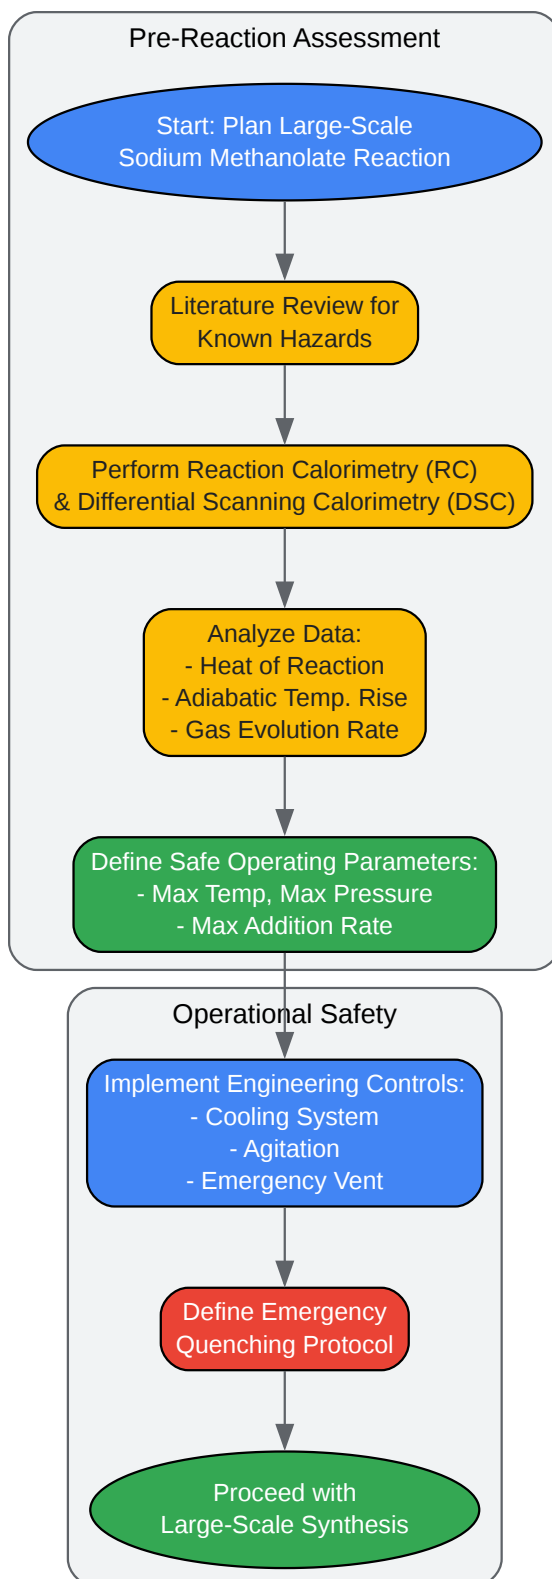 Pre-Reaction Assessment
Start: Plan Large-Scale
Sodium Methanolate Reaction
Literature Review for
Known Hazards
Perform Reaction Calorimetry (RC)
& Differential Scanning Calorimetry (DSC)
Analyze Data:
- Heat of Reaction
- Adiabatic Temp. Rise
- Gas Evolution Rate
Define Safe Operating Parameters:
- Max Temp, Max Pressure
- Max Addition Rate
Operational Safety
Implement Engineering Controls:
- Cooling System
- Agitation
- Emergency Vent
Define Emergency
Quenching Protocol
Proceed with
Large-Scale Synthesis